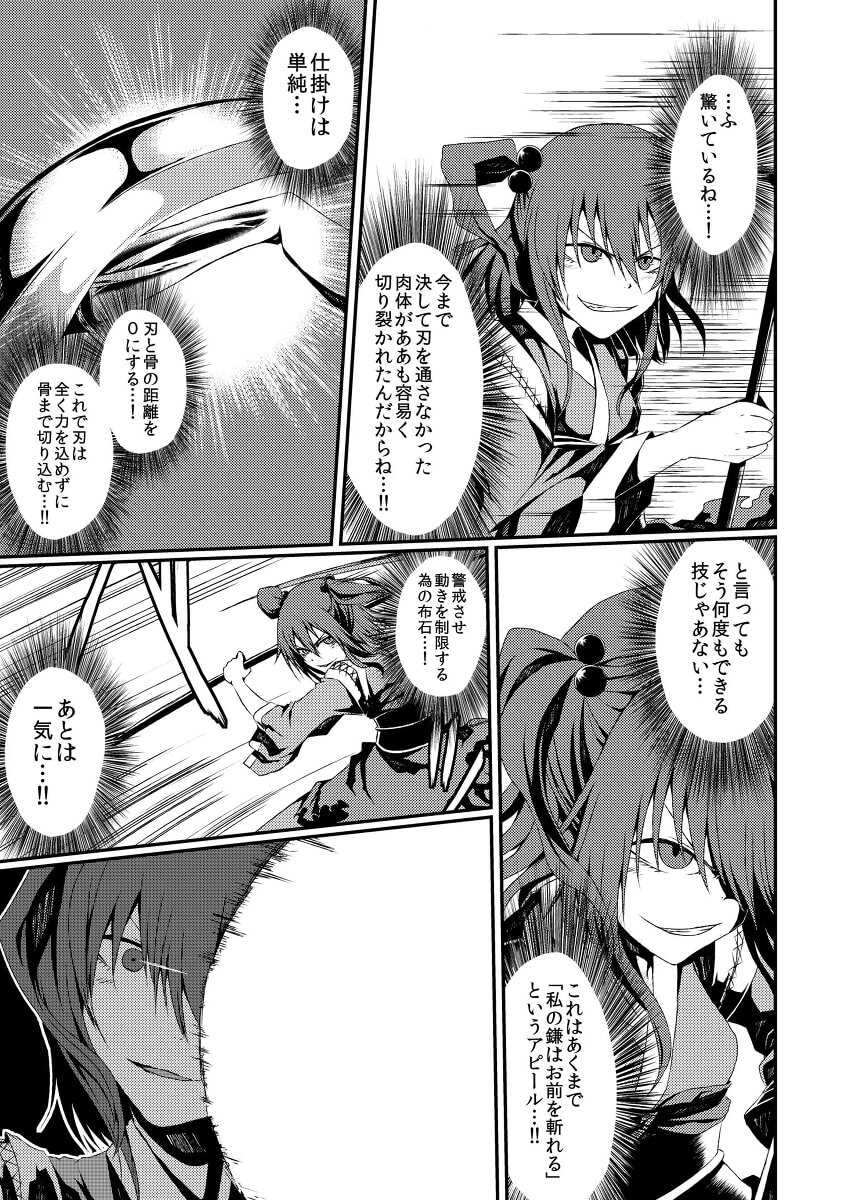 …ふ
驚いているね…！
今まで
決して刃を通さなかった
肉体がああも容易く
切り裂かれたんだからね…!!
仕掛けは
単純…
刃と骨の距離を
０にする…！
これで刃は
全く力を込めずに
骨まで切り込む…!!
と言っても
そう何度もできる
技じゃあない…
これはあくまで
「私の鎌はお前を斬れる」
というアピール…!!
警戒させ
動きを制限する
為の布石…！
あとは
一気に…!!